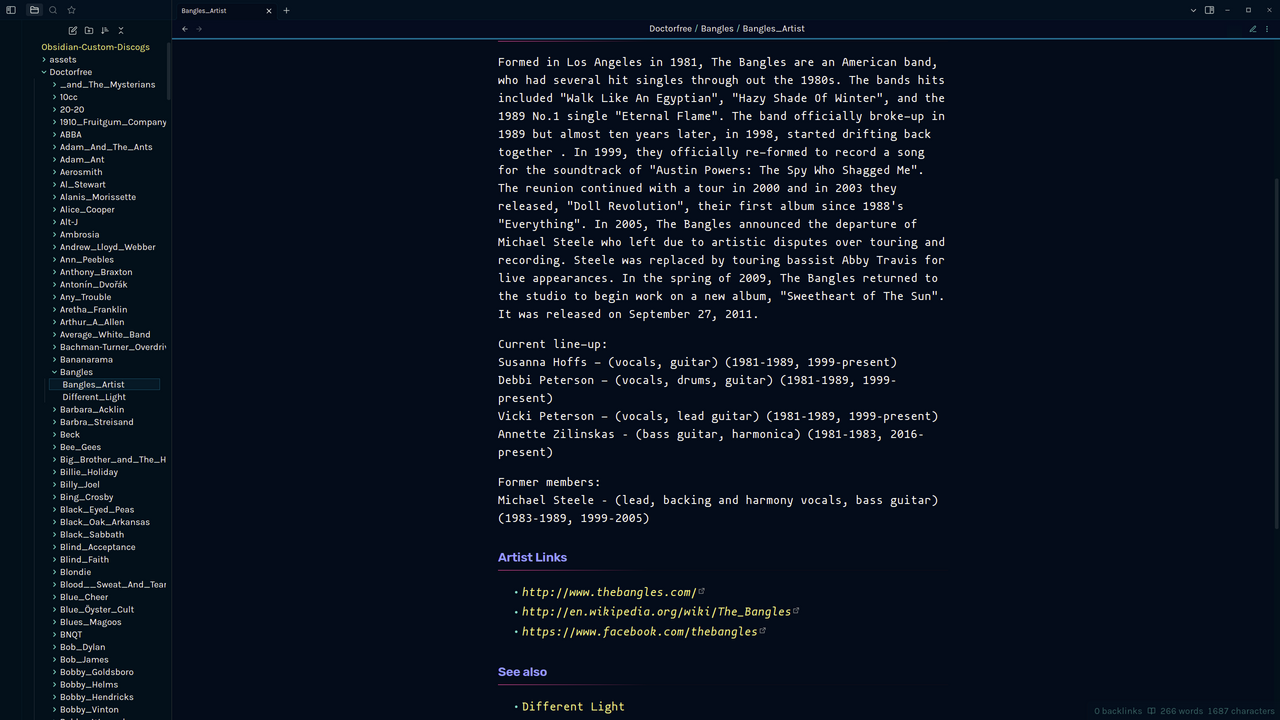 Bangles_Artist
Doctorfree / Bangles / Bangles_Artist
Obsidian-Custom-Discogs
assets
Doctorfree
_and_The_Mysterians
10cc
20-20
1910_Fruitgum_Company
ABBA
Adam_And_The_Ants
Adam_Ant
Aerosmith
Al_Stewart
Alanis_Morissette
Alice_Cooper
Alt-J
Ambrosia
Andrew_Lloyd_Webber
Ann_Peebles
Anthony_Braxton
Antonín_Dvořák
Any_Trouble
Aretha_Franklin
Arthur_A_Allen
Average_White_Band
Bachman-Turner_Overdri
Bananarama
Bangles
Bangles_Artist
Different_Light
Barbara_Acklin
Barbra_Streisand
Beck
Bee_Gees
Big_Brother_and_The_H
Billie_Holiday
Billy_Joel
Bing_Crosby
Black_Eyed_Peas
Black_Oak_Arkansas
Black_Sabbath
Blind_Acceptance
Blind_Faith
Blondie
Blood__Sweat_And_Tear
Blue_Cheer
Blue_Öyster_Cult
Blues_Magoos
BNQT
Bob_Dylan
Bob_James
Bobby_Goldsboro
Bobby_Helms
Bobby_Hendricks
Bobby_Vinton
Formed in Los Angeles in 1981, The Bangles are an American band,
who had several hit singles through out the 1980s. The bands hits
included "Walk Like An Egyptian", "Hazy Shade Of Winter", and the
1989 No.1 single "Eternal Flame". The band officially broke-up in
1989 but almost ten years later, in 1998, started drifting back
together . In 1999, they officially re-formed to record a song
for the soundtrack of "Austin Powers: The Spy Who Shagged Me".
The reunion continued with a tour in 2000 and in 2003 they
released, "Doll Revolution", their first album since 1988's
"Everything". In 2005, The Bangles announced the departure of
Michael Steele who left due to artistic disputes over touring and
recording. Steele was replaced by touring bassist Abby Travis for
live appearances. In the spring of 2009, The Bangles returned to
the studio to begin work on a new album, "Sweetheart of The Sun".
It was released on September 27, 2011.
Current line-up:
Susanna Hoffs – (vocals, guitar) (1981-1989, 1999-present)
Debbi Peterson – (vocals, drums, guitar) (1981-1989, 1999-
present)
Vicki Peterson – (vocals, lead guitar) (1981-1989, 1999-present)
Annette Zilinskas - (bass guitar, harmonica) (1981-1983, 2016-
present)
Former members:
Michael Steele - (lead, backing and harmony vocals, bass guitar)
(1983-1989, 1999-2005)
Artist Links
• http://www.thebangles.com/
• http://en.wikipedia.org/wiki/The_Bangles
• https://www.facebook.com/thebangles
See also
• Different Light
0 backlinks 266 words 1687 characters